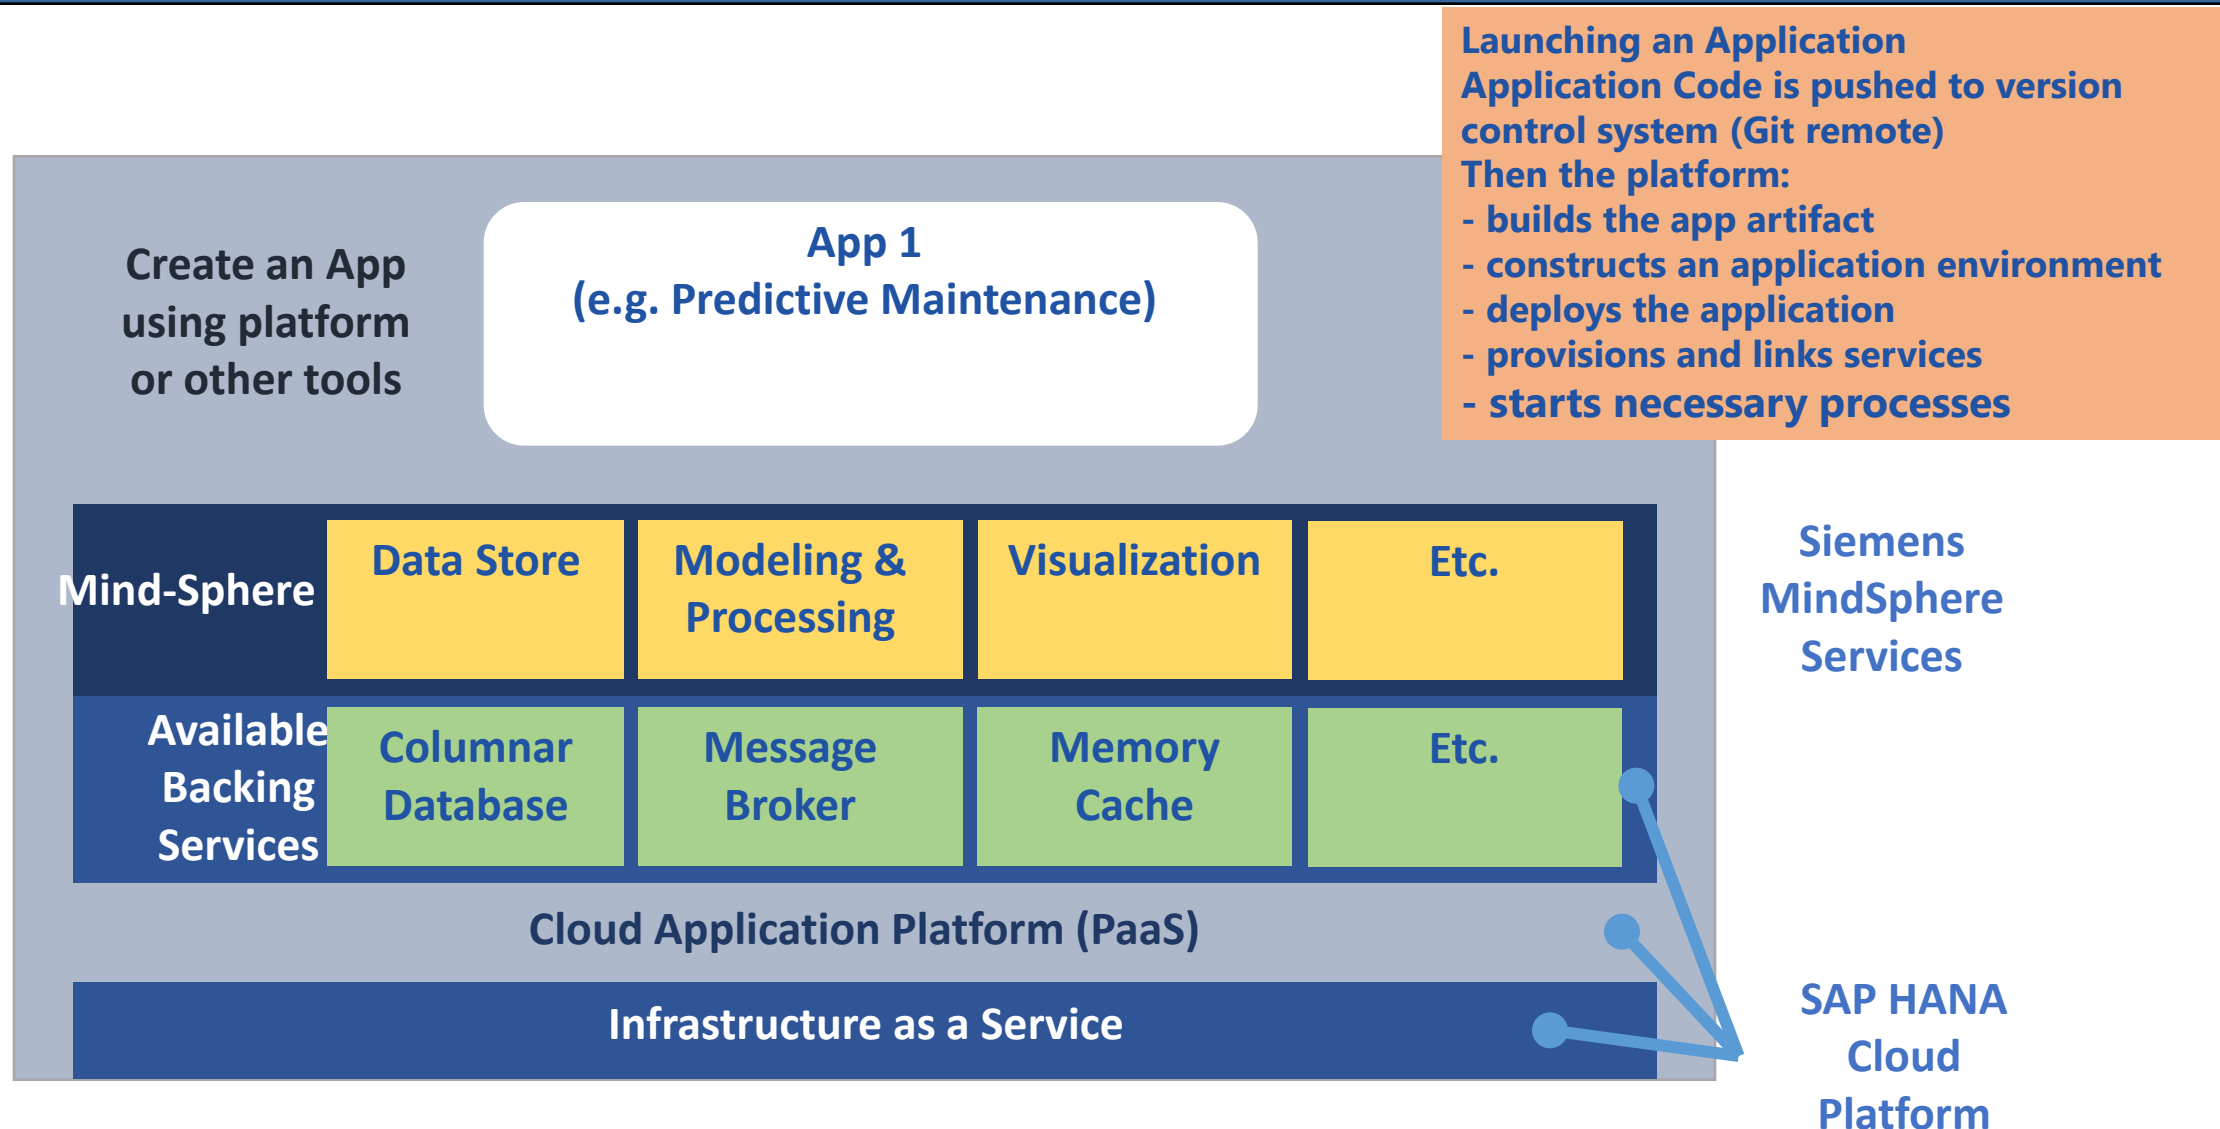 Launching an Application
Application Code is pushed to version
control system (Git remote)
Then the platform:
- builds the app artifact
- constructs an application environment
- deploys the application
- provisions and links services
- starts necessary processes
Create an App
using platform
or other tools
App 1
(e.g. Predictive Maintenance)
Mind-Sphere
Data Store
Modeling &
Processing
Visualization
Etc.
Siemens
MindSphere
Services
Available
Backing
Services
Columnar
Database
Message
Broker
Memory
Cache
Etc.
Cloud Application Platform (PaaS)
Infrastructure as a Service
SAP HANA
Cloud
Platform